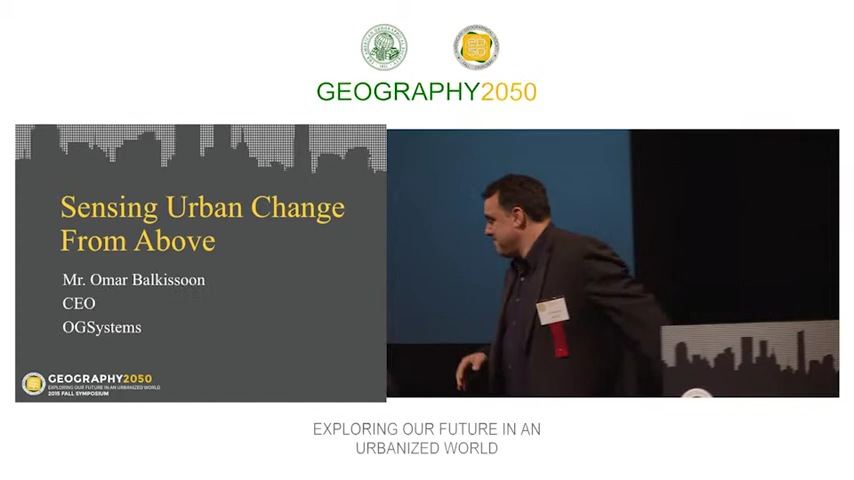 GEOGRAPHY2050
Sensing Urban Change
From Above
Mr. Omar Balkissoon
CEO
OGSystems
GEOGRAPHY2050
EXPLORING OUR FUTURE IN AN URBANIZED WORLD
2015 FALL SYMPOSIUM
EXPLORING OUR FUTURE IN AN
URBANIZED WORLD